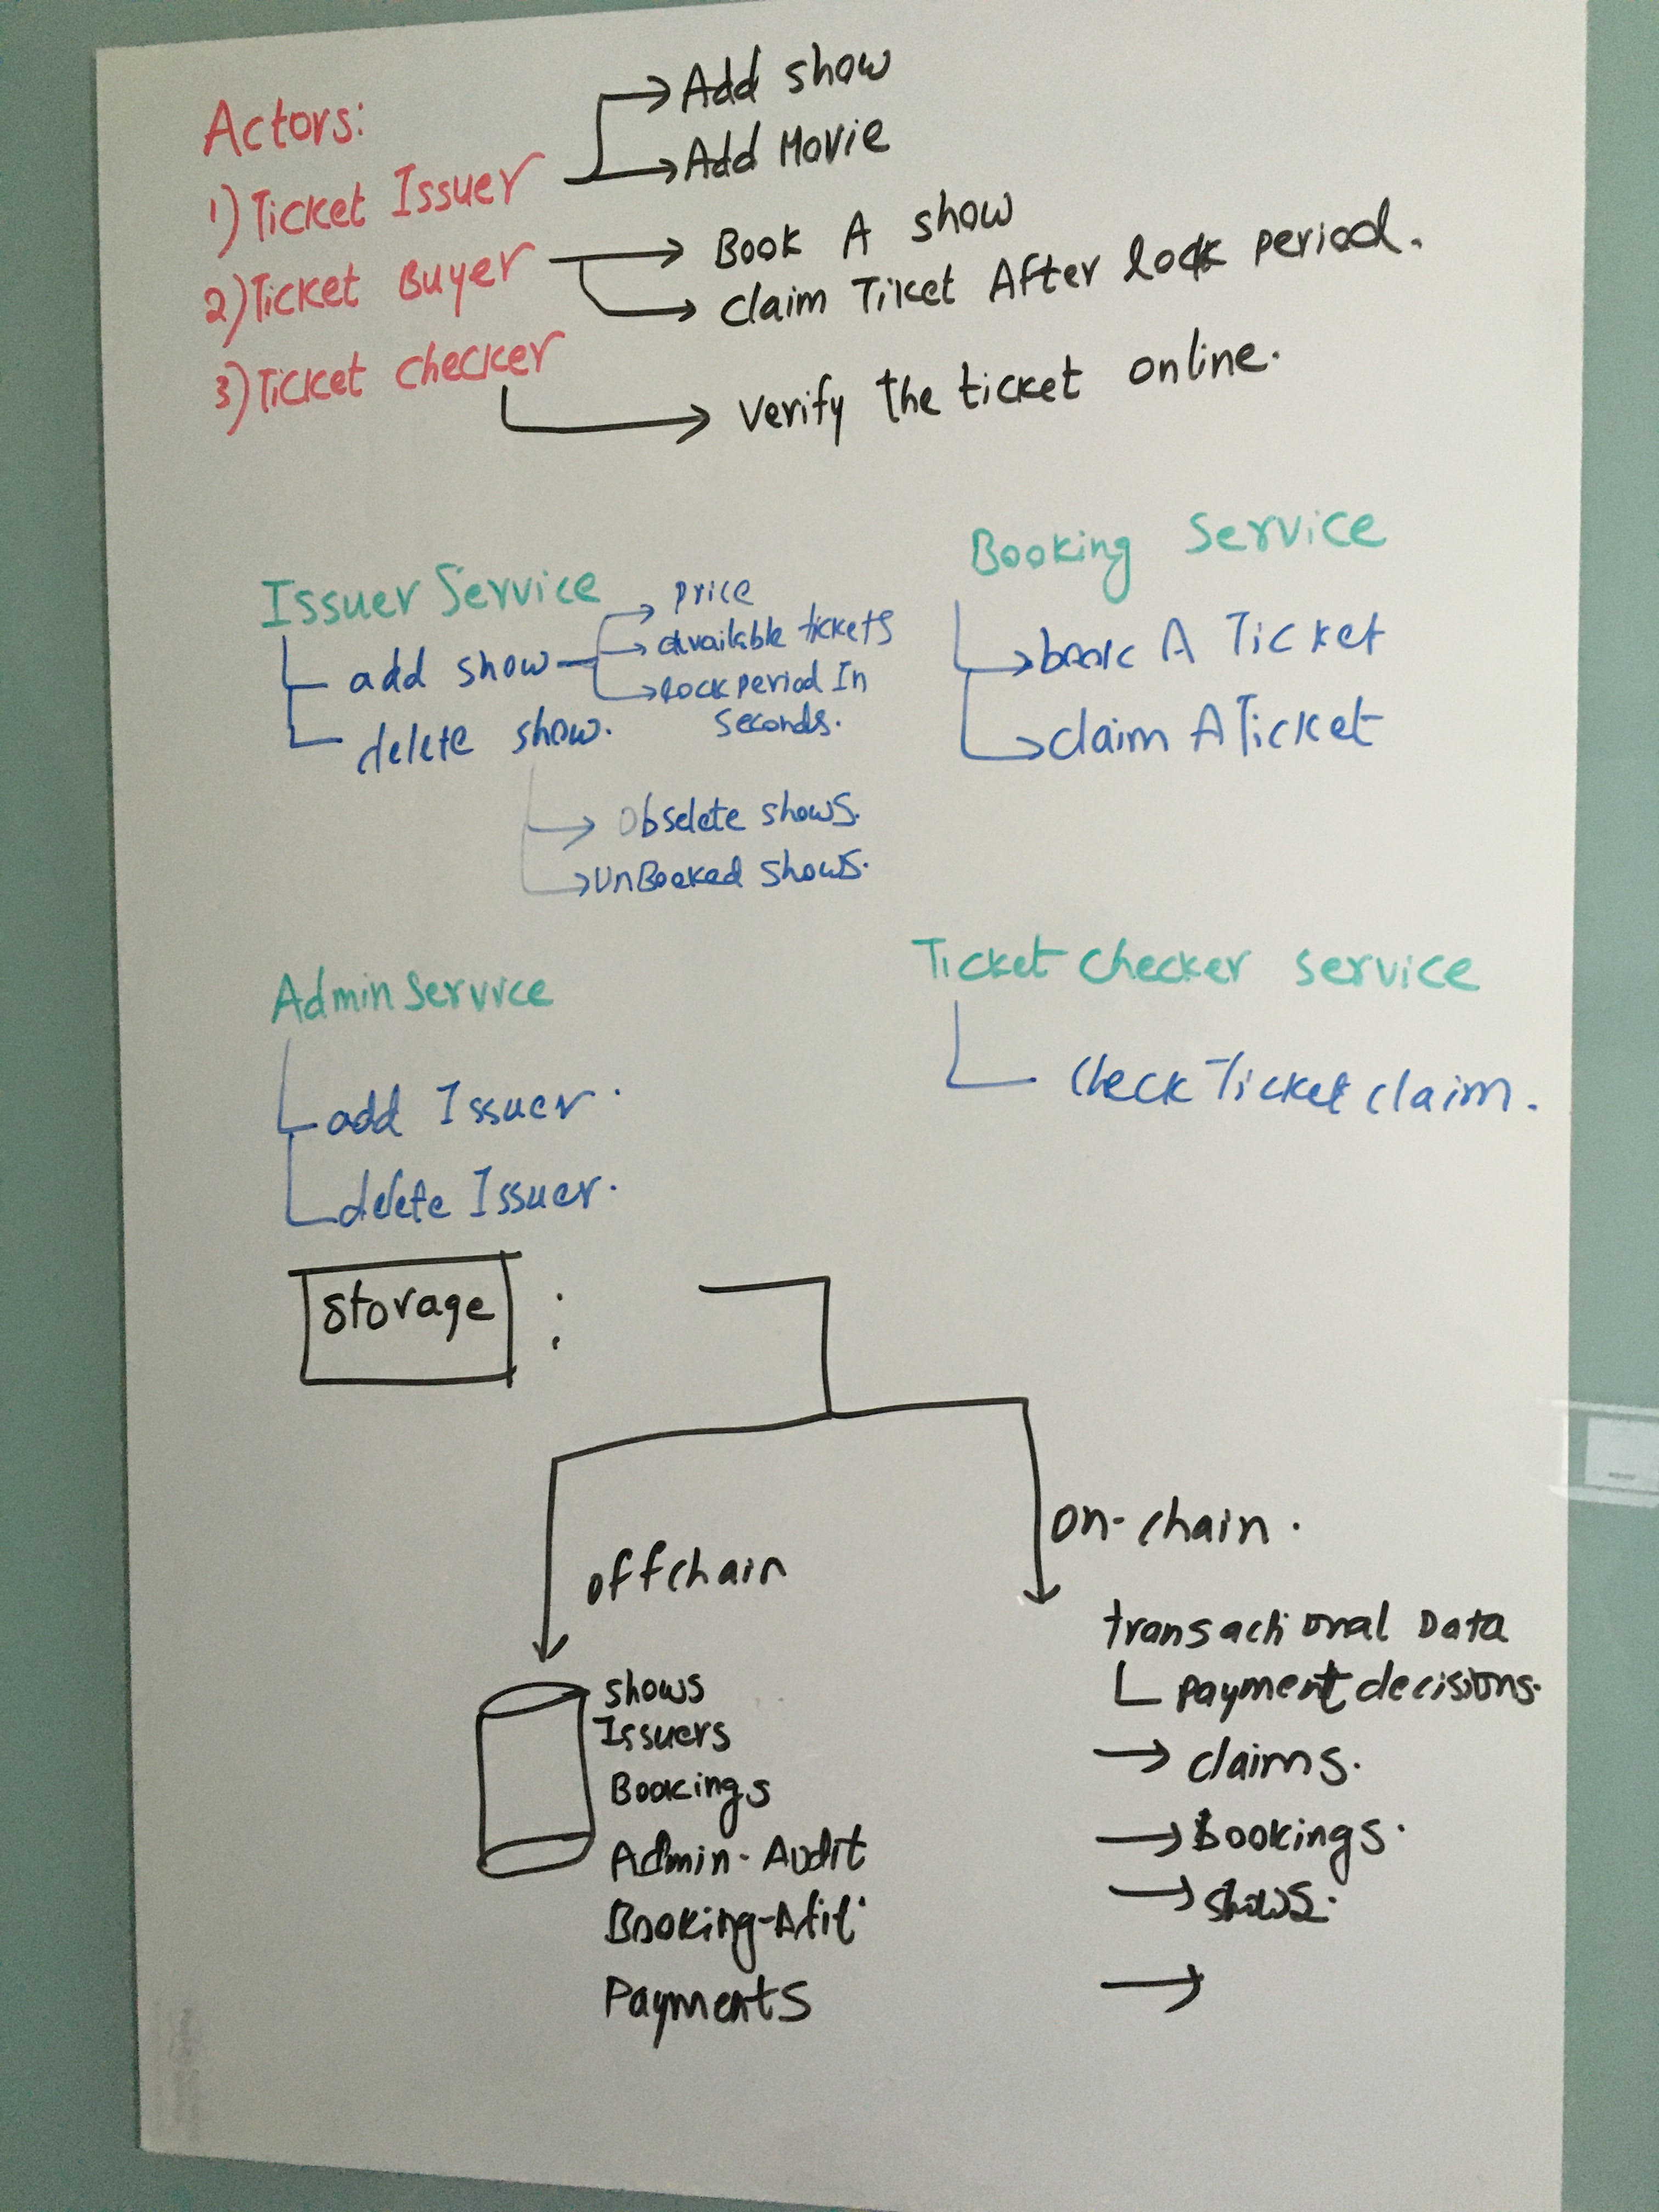 Actors:
1) Ticket Issuer
Add show
Add Movie
2) Ticket Buyer
Book A show
Claim Tiket After lock period.
3) Ticket checker
Verify the ticket online.
Issuer Service
add show
price
available tickets
lock period In
seconds.
delete show.
Obselete shows.
UnBooked shows.
Booking Service
book A Ticket
claim A Ticket
Admin Service
add Issuer.
delete Issuer.
Ticket Checker service
Check Ticket claim.
Storage :
offchain
shows
Issuers
Bookings
Admin-Audit
Booking-Atit
Payments
on-chain.
transactional Data
payment decisions.
claims.
bookings.
shows.